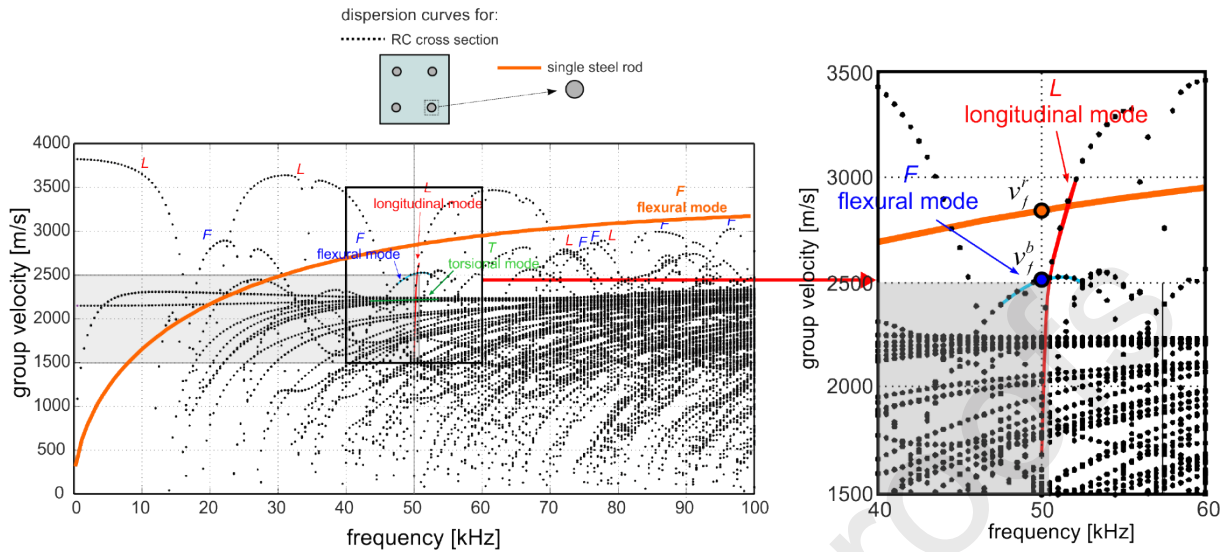 dispersion curves for:
RC cross section
single steel rod
4000
3500
3000
2500
2000
1500
1000
500
0
group velocity [m/s]
0
10
20
30
40
50
60
70
80
90
100
frequency [kHz]
L
F
L
F
L
longitudinal mode
F
flexural mode
T
torsional mode
F
flexural mode
L
F
F
L
F
F
3500
3000
2500
2000
1500
group velocity [m/s]
40
50
60
frequency [kHz]
L
longitudinal mode
F
flexural mode
v_f^r
v_f^b
roofs